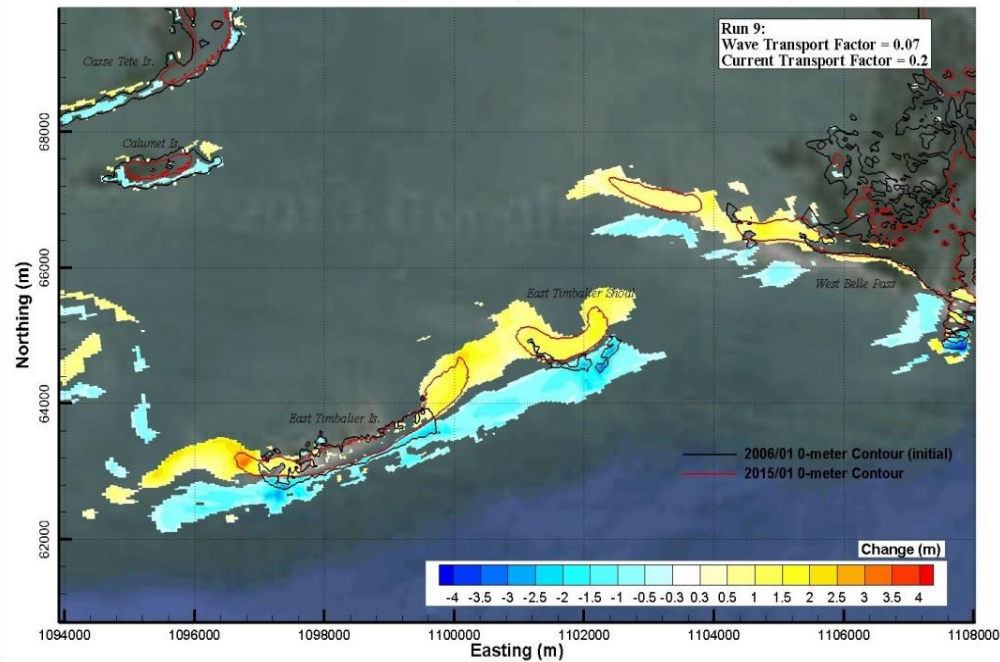 Run 9:
Wave Transport Factor = 0.07
Current Transport Factor = 0.2
Casse Tete Is.
Calumet Is.
West Belle Pass
East Timbalier Shoal
East Timbalier Is.
2006/01 0-meter Contour (initial)
2015/01 0-meter Contour
Change (m)
-4 -3.5 -3 -2.5 -2 -1.5 -1 -0.5 -0.3 0.3 0.5 1 1.5 2 2.5 3 3.5 4
Northing (m)
68000
66000
64000
62000
1094000 1096000 1098000 1100000 1102000 1104000 1106000 1108000
Easting (m)